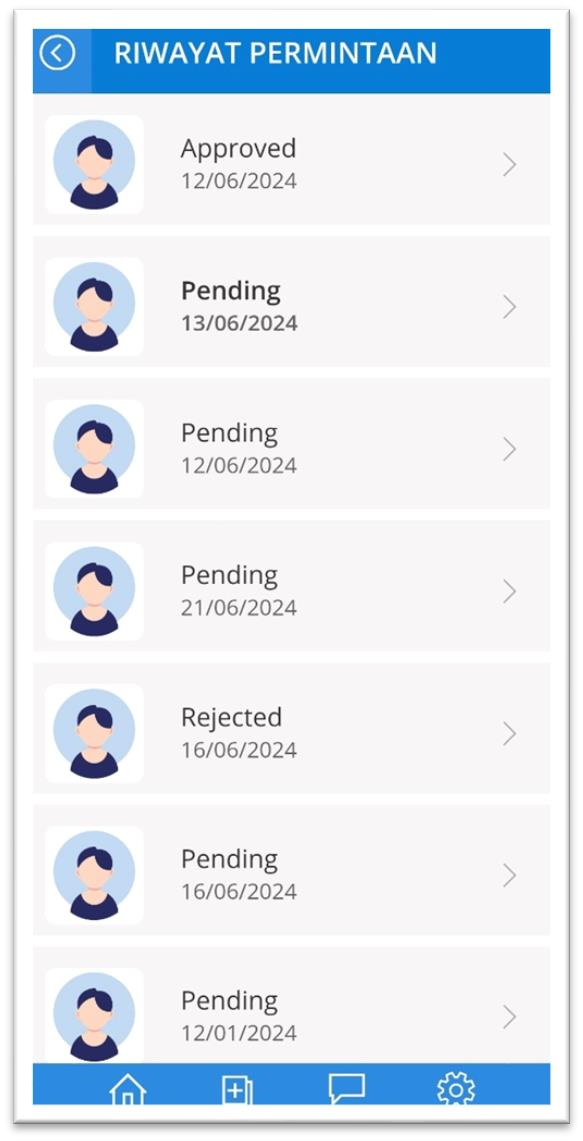 RIWAYAT PERMINTAAN
Approved
12/06/2024
Pending
13/06/2024
Pending
12/06/2024
Pending
21/06/2024
Rejected
16/06/2024
Pending
16/06/2024
Pending
12/01/2024